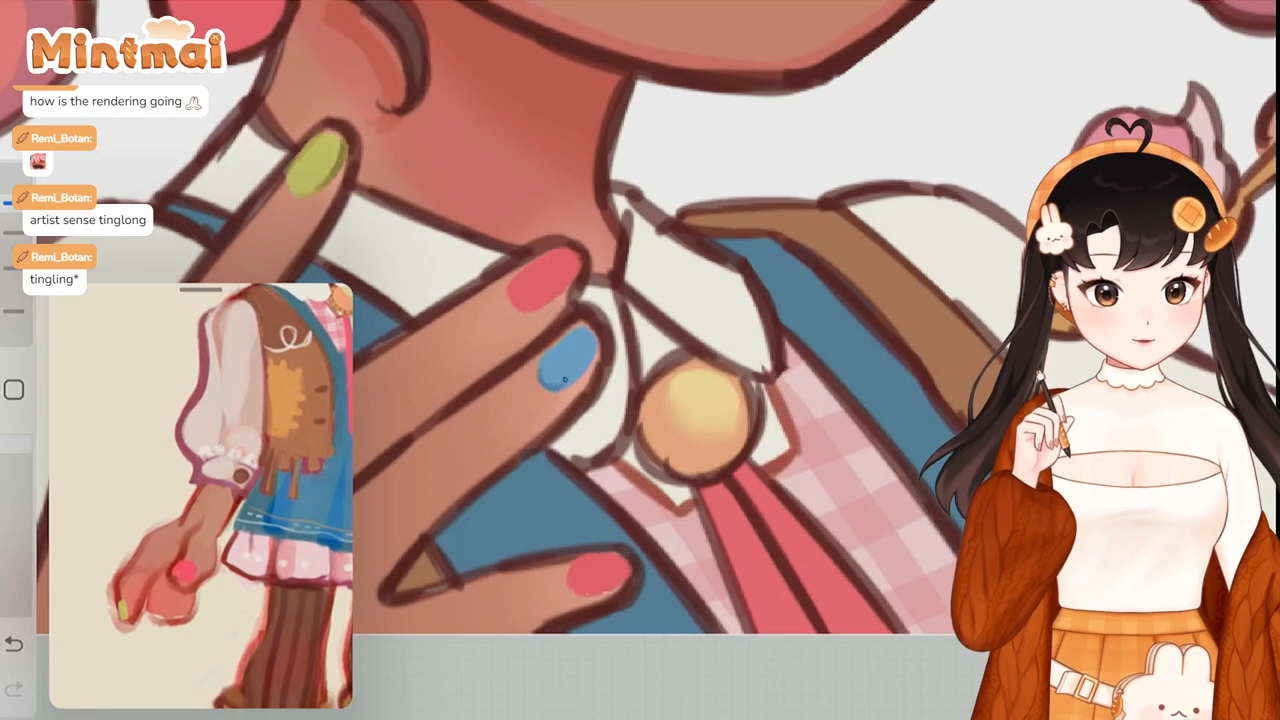 Mintmai
how is the rendering going
Remi_Botan:
Remi_Botan:
artist sense tinglong
Remi_Botan:
tingling*